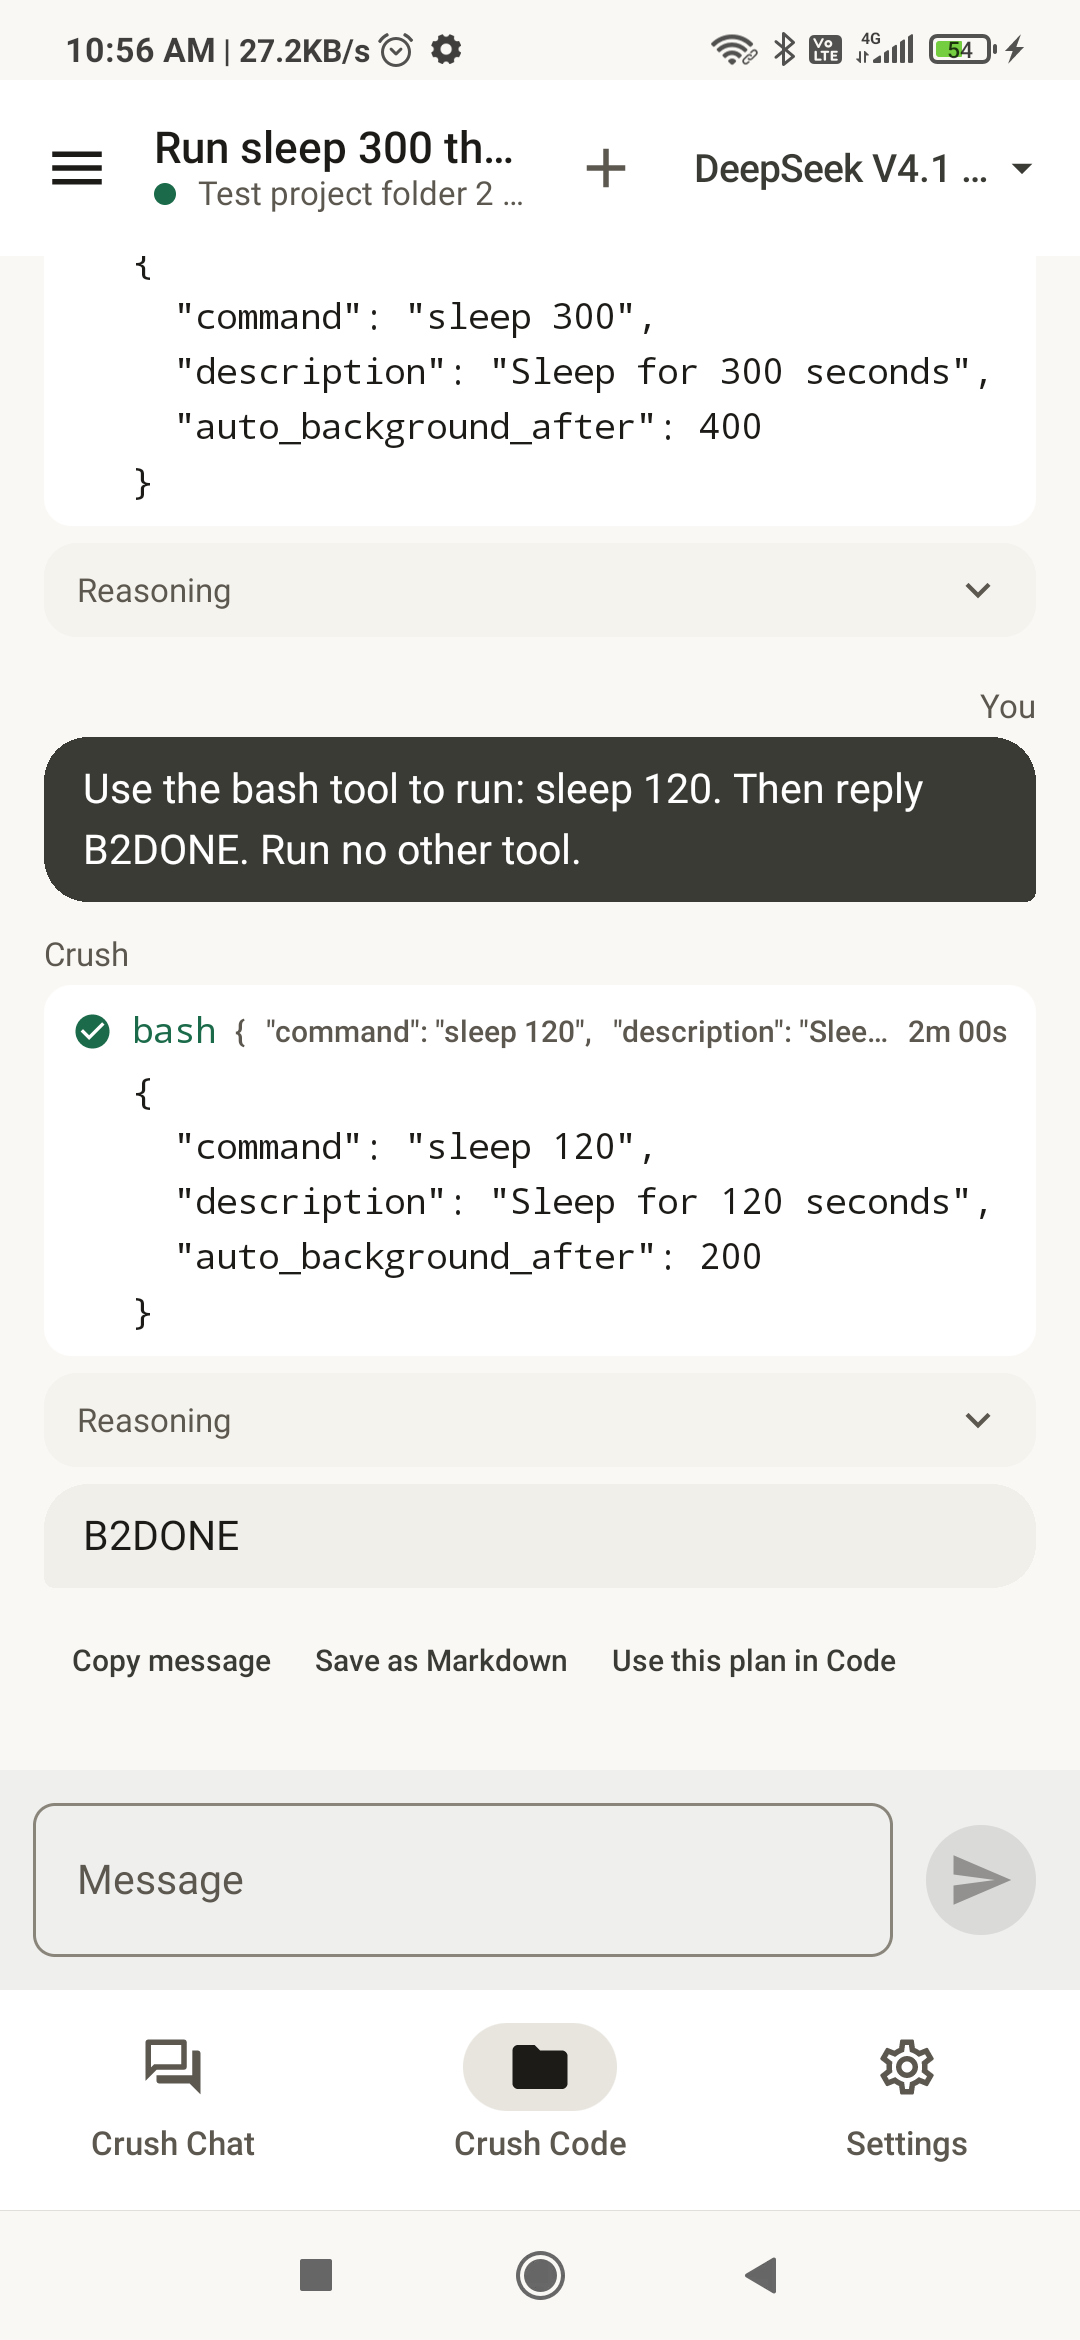 10:56 AM | 27.2KB/s
Vo LTE
4G
54
Run sleep 300 th...
Test project folder 2 ...
DeepSeek V4.1 ...
{
"command": "sleep 300",
"description": "Sleep for 300 seconds",
"auto_background_after": 400
}
Reasoning
You
Use the bash tool to run: sleep 120. Then reply
B2DONE. Run no other tool.
Crush
bash { "command": "sleep 120", "description": "Slee... 2m 00s
{
"command": "sleep 120",
"description": "Sleep for 120 seconds",
"auto_background_after": 200
}
Reasoning
B2DONE
Copy message Save as Markdown Use this plan in Code
Message
Crush Chat Crush Code Settings